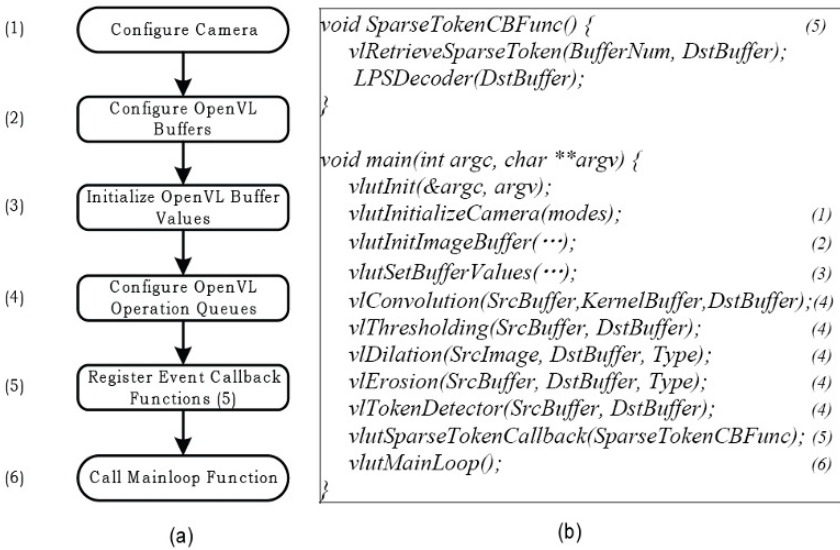 (1) Configure Camera
(2) Configure OpenVL
Buffers
(3) Initialize OpenVL Buffer
Values
(4) Configure OpenVL
Operation Queues
(5) Register Event Callback
Functions (5)
(6) Call Mainloop Function
(a)
void SparseTokenCBFunc() { (5)
vlRetrieveSparseToken(BufferNum, DstBuffer);
LPSDecoder(DstBuffer);
}
void main(int argc, char **argv) {
vlutInit(&argc, argv);
vlutInitializeCamera(modes); (1)
vlutInitImageBuffer(···); (2)
vlutSetBufferValues(···); (3)
vlConvolution(SrcBuffer,KernelBuffer,DstBuffer);(4)
vlThresholding(SrcBuffer, DstBuffer); (4)
vlDilation(SrcImage, DstBuffer, Type); (4)
vlErosion(SrcBuffer, DstBuffer, Type); (4)
vlTokenDetector(SrcBuffer, DstBuffer); (4)
vlutSparseTokenCallback(SparseTokenCBFunc); (5)
vlutMainLoop(); (6)
}
(b)